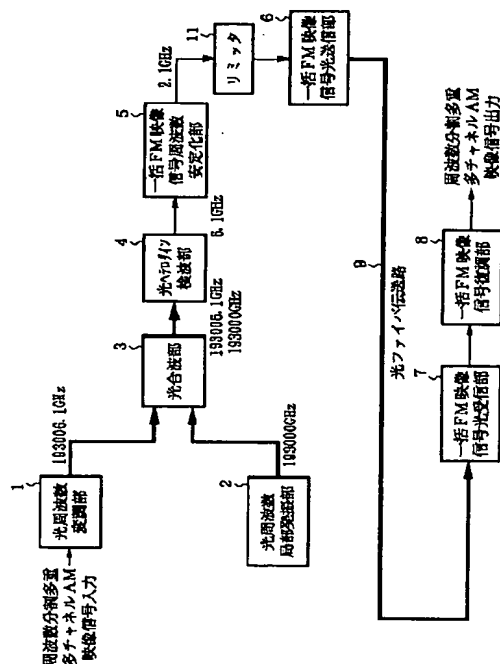 周波数分割多重
多チャネルAM
映像信号入力
1
光周波数
変調部
193006.1GHz
2
光周波数
局部発振部
193000GHz
3
光合波部
193006.1GHz
193000GHz
4
光ヘテロダイン
検波部
6.1GHz
5
一括FM映像
信号周波数
安定化部
2.1GHz
11
リミッタ
6
一括FM映像
信号光送信部
9
光ファイバ伝送路
7
一括FM映像
信号光受信部
8
一括FM映像
信号復調部
周波数分割多重
多チャネルAM
映像信号出力